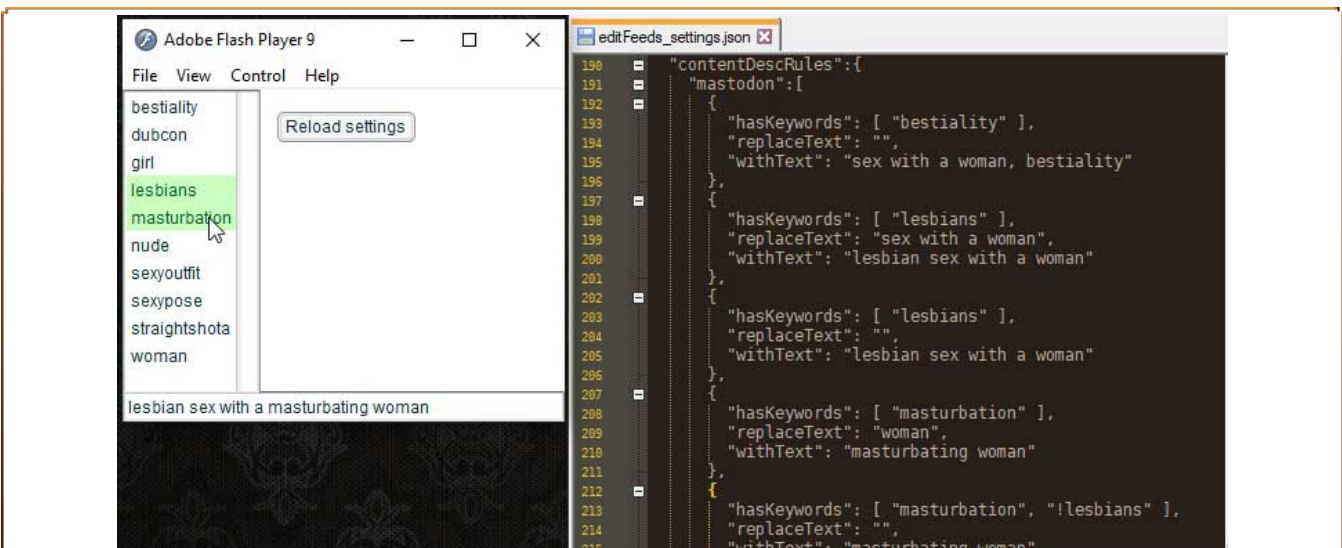 Adobe Flash Player 9
File View Control Help
bestiality
dubcon
girl
lesbians
masturbation
nude
sexyoutfit
sexypose
straightshota
woman
Reload settings
lesbian sex with a masturbating woman
editFeeds_settings.json
190 "contentDescRules":{
191 "mastodon":[
192 {
193 "hasKeywords": [ "bestiality" ],
194 "replaceText": "",
195 "withText": "sex with a woman, bestiality"
196 },
197 {
198 "hasKeywords": [ "lesbians" ],
199 "replaceText": "sex with a woman",
200 "withText": "lesbian sex with a woman"
201 },
202 {
203 "hasKeywords": [ "lesbians" ],
204 "replaceText": "",
205 "withText": "lesbian sex with a woman"
206 },
207 {
208 "hasKeywords": [ "masturbation" ],
209 "replaceText": "woman",
210 "withText": "masturbating woman"
211 },
212 {
213 "hasKeywords": [ "masturbation", "!lesbians" ],
214 "replaceText": "",
215 "withText": "masturbating woman"